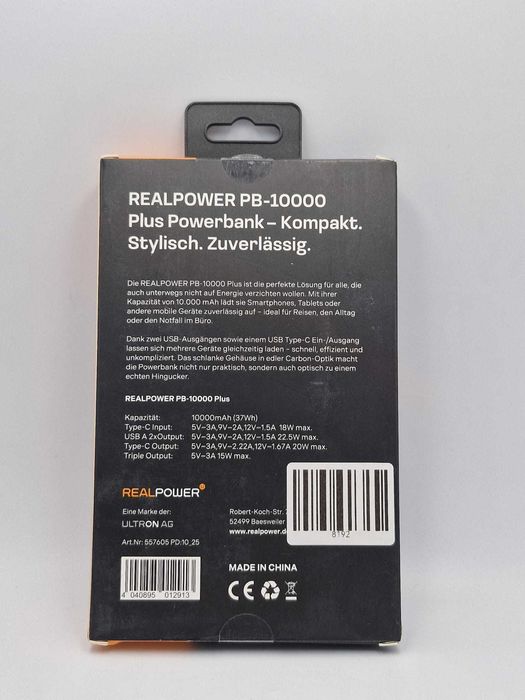 REALPOWER PB-10000
Plus Powerbank – Kompakt.
Stylisch. Zuverlässig.
Die REALPOWER PB-10000 Plus ist die perfekte Lösung für alle, die
auch unterwegs nicht auf Energie verzichten wollen. Mit ihrer
Kapazität von 10.000 mAh lädt sie Smartphones, Tablets oder
andere mobile Geräte zuverlässig auf – ideal für Reisen, den Alltag
oder den Notfall im Büro.
Dank zwei USB-Ausgängen sowie einem USB Type-C Ein-/Ausgang
lassen sich mehrere Geräte gleichzeitig laden – schnell, effizient und
unkompliziert. Das schlanke Gehäuse in edler Carbon-Optik macht
die Powerbank nicht nur praktisch, sondern auch optisch zu einem
echten Hingucker.
REALPOWER PB-10000 Plus
Kapazität: 10000mAh (37Wh)
Type-C Input: 5V⎓3A,9V⎓2A,12V⎓1.5A 18W max.
USB A 2xOutput: 5V⎓3A,9V⎓2A,12V⎓1.5A 22.5W max.
Type-C Output: 5V⎓3A,9V⎓2.22A,12V⎓1.67A 20W max.
Triple Output: 5V⎓3A 15W max.
REALPOWER
Eine Marke der:
ULTRON AG
Robert-Koch-Str.
52499 Baesweiler
www.realpower.d
8192
Art.Nr: 557605 PD:10_25
4 040895 012913
MADE IN CHINA
CE